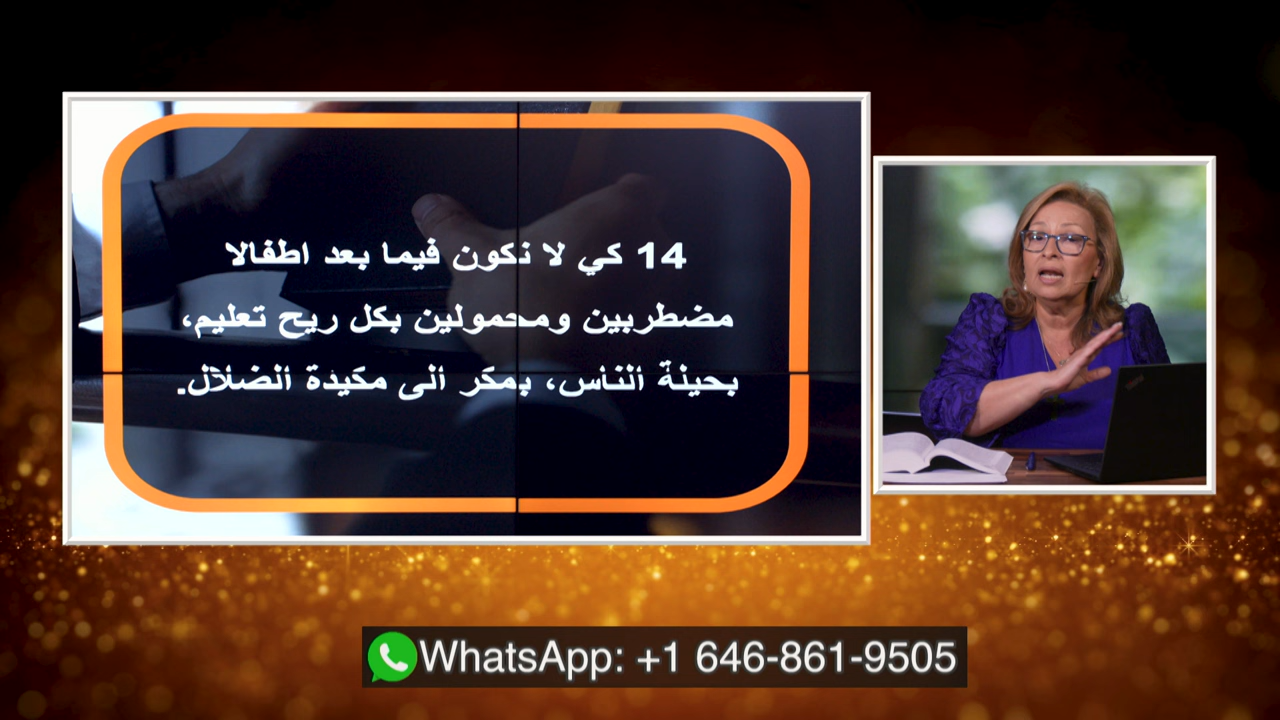 14 كي لا نكون فيما بعد اطفالا
مضطربين ومحمولين بكل ريح تعليم،
بحيلة الناس، بمكر الى مكيدة الضلال.
WhatsApp: +1 646-861-9505